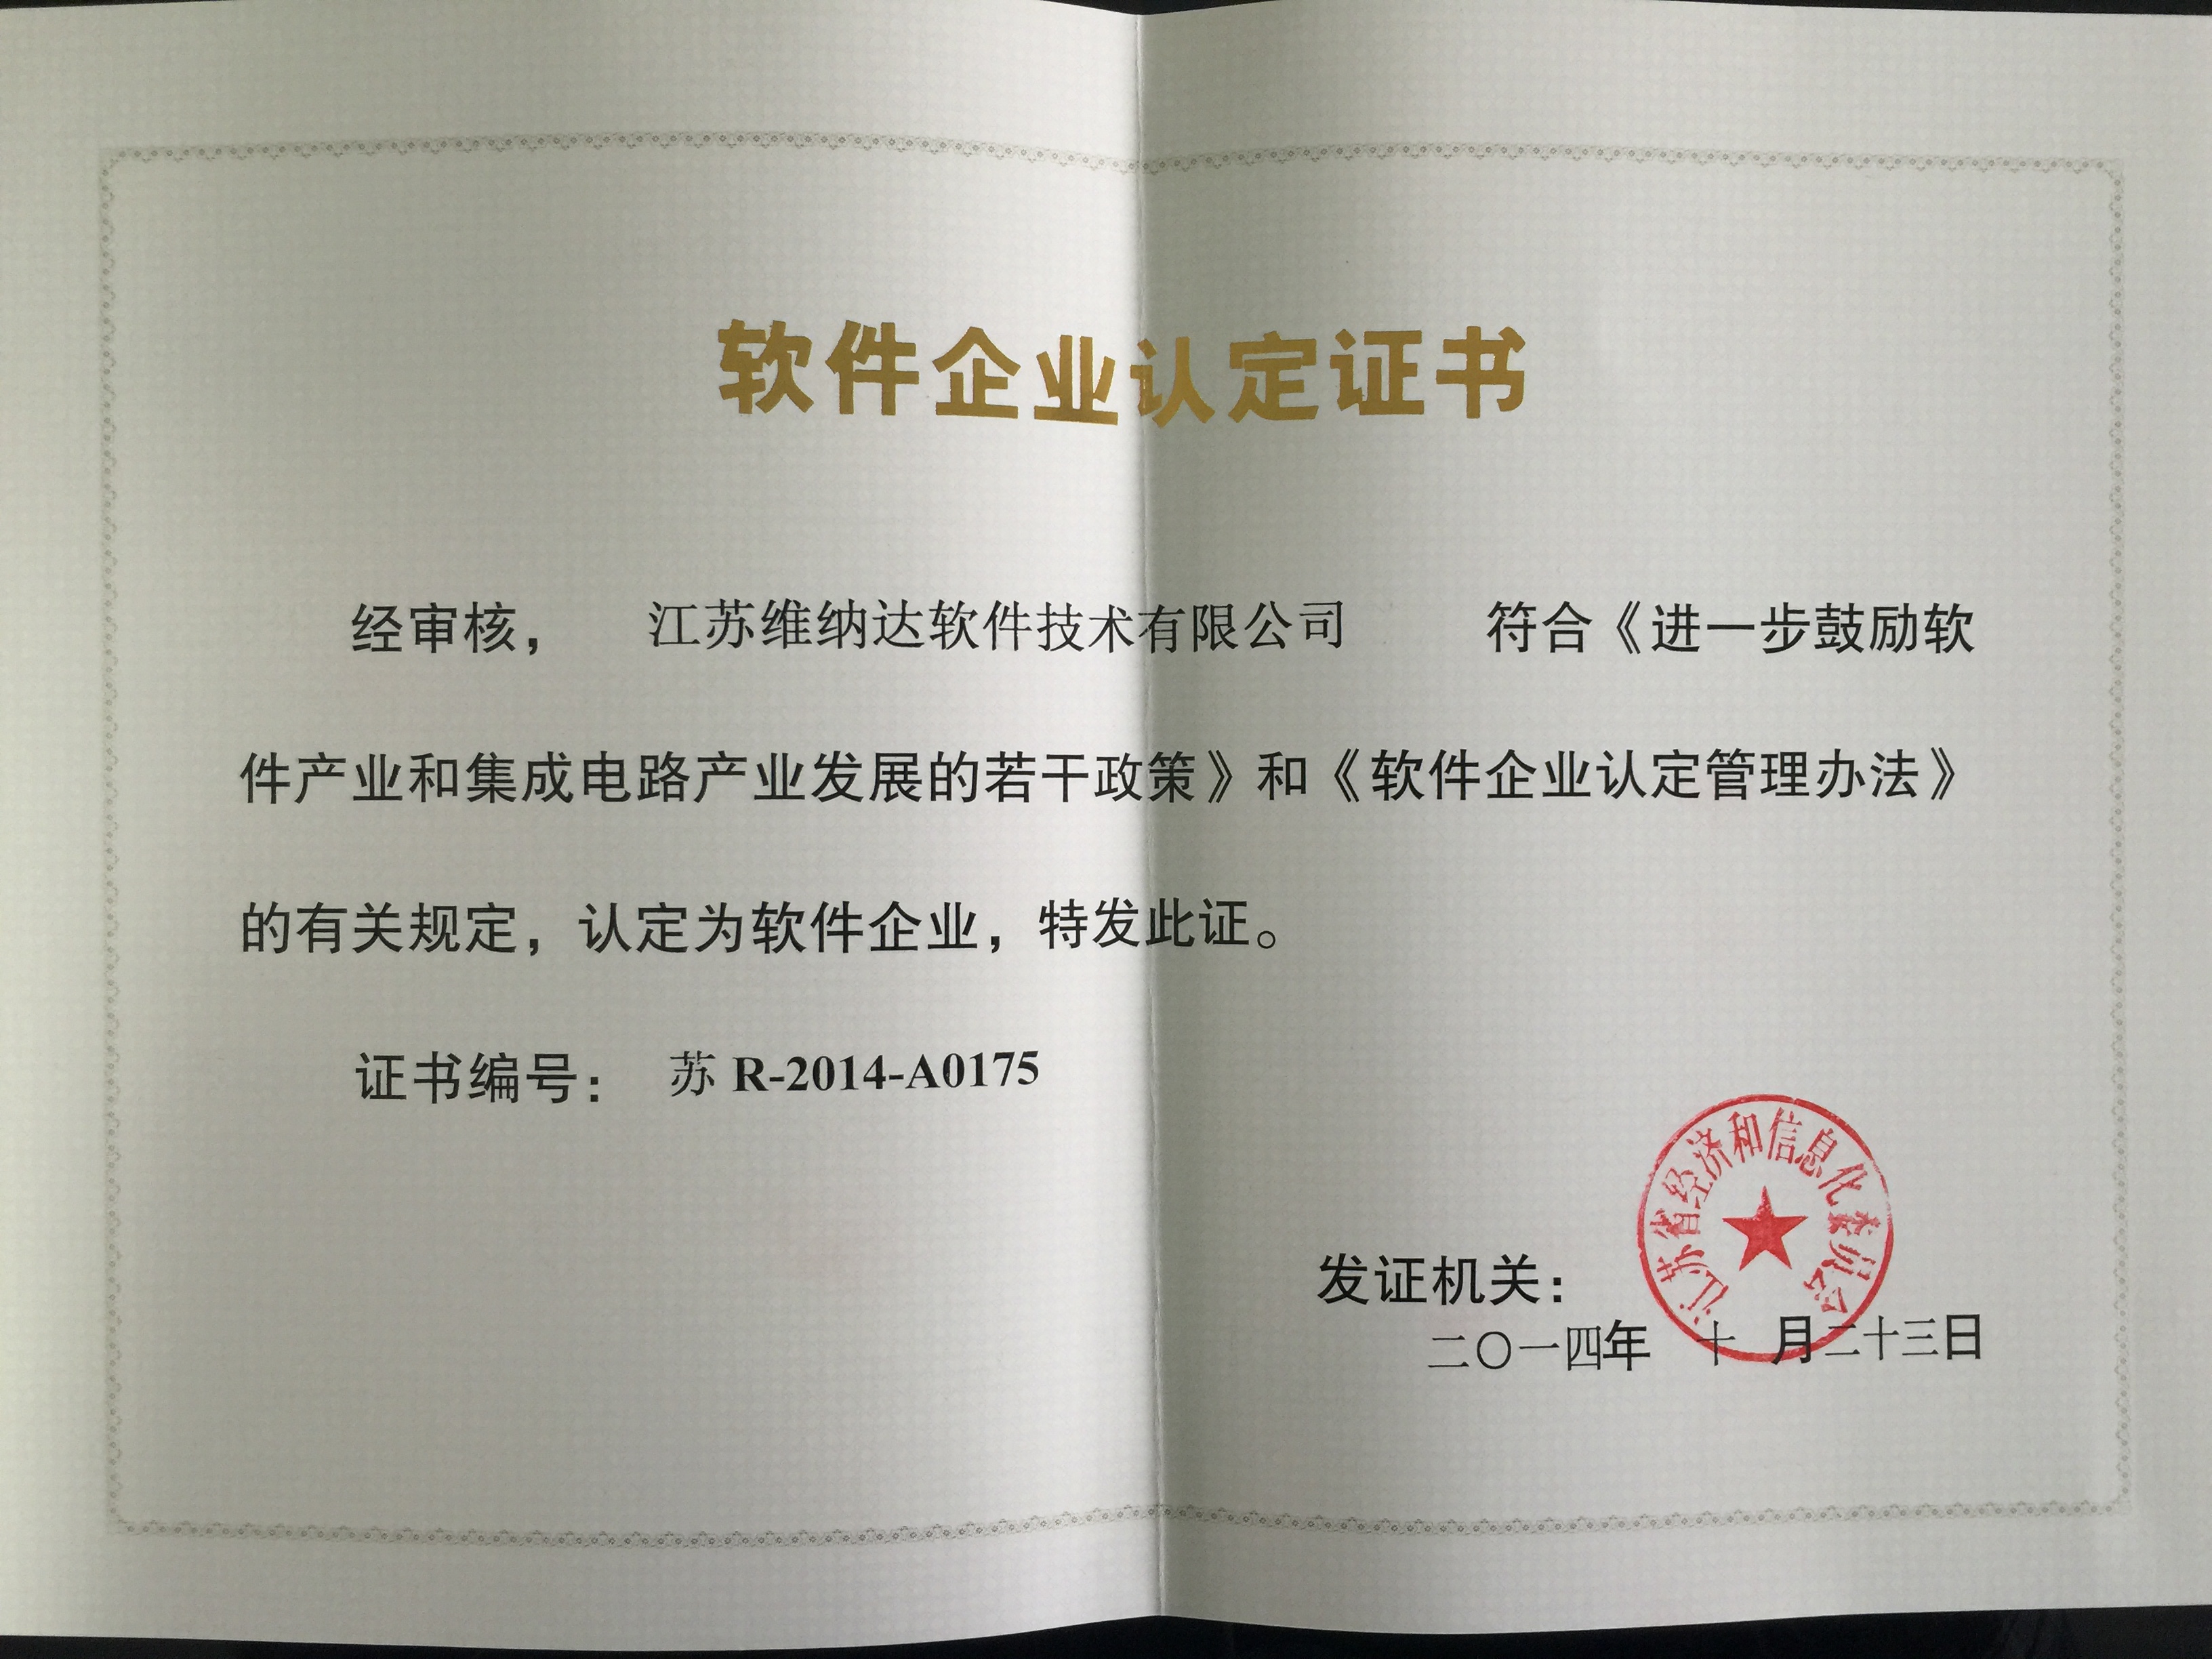 软件企业认定证书
经审核， 江苏维纳达软件技术有限公司 符合《进一步鼓励软
件产业和集成电路产业发展的若干政策》和《软件企业认定管理办法》
的有关规定，认定为软件企业，特发此证。
证书编号： 苏 R-2014-A0175
江苏省经济和信息化委员会
发证机关：
二〇一四年 十 月二十三日